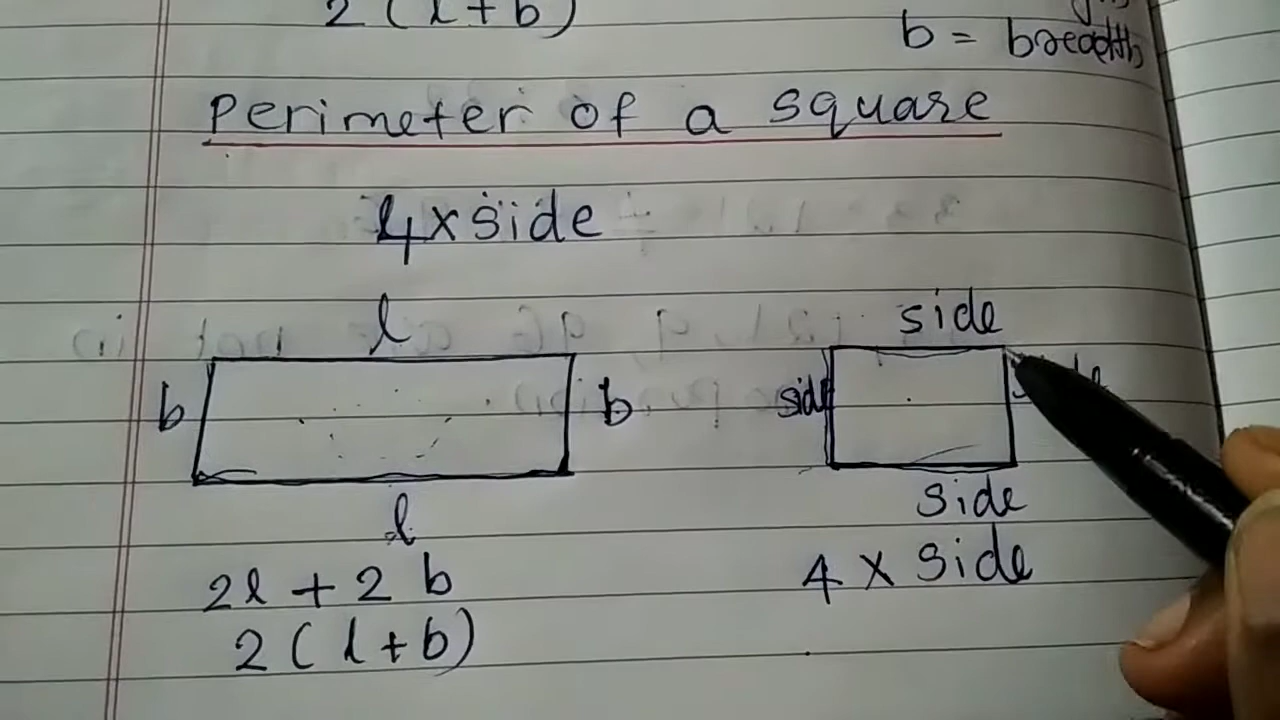 2 ( l + b )
b = breadth
Perimeter of a square
4 x side
l
side
b
b
side
l
side
2l + 2 b
4 x side
2 ( l + b )